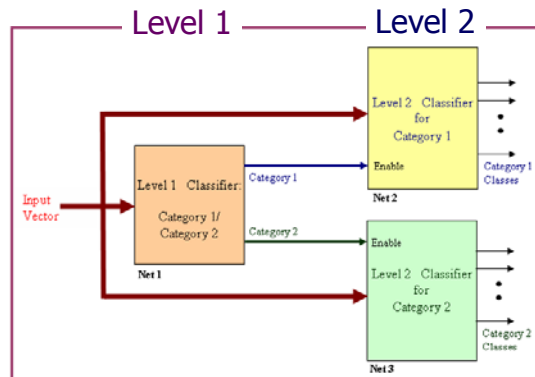 Level 1
Level 2
Level 2 Classifier
for
Category 1
Enable
Category 1
Classes
Net 2
Input
Vector
Level 1 Classifier:
Category 1/
Category 2
Net 1
Category 1
Category 2
Enable
Level 2 Classifier
for
Category 2
Category 2
Classes
Net 3